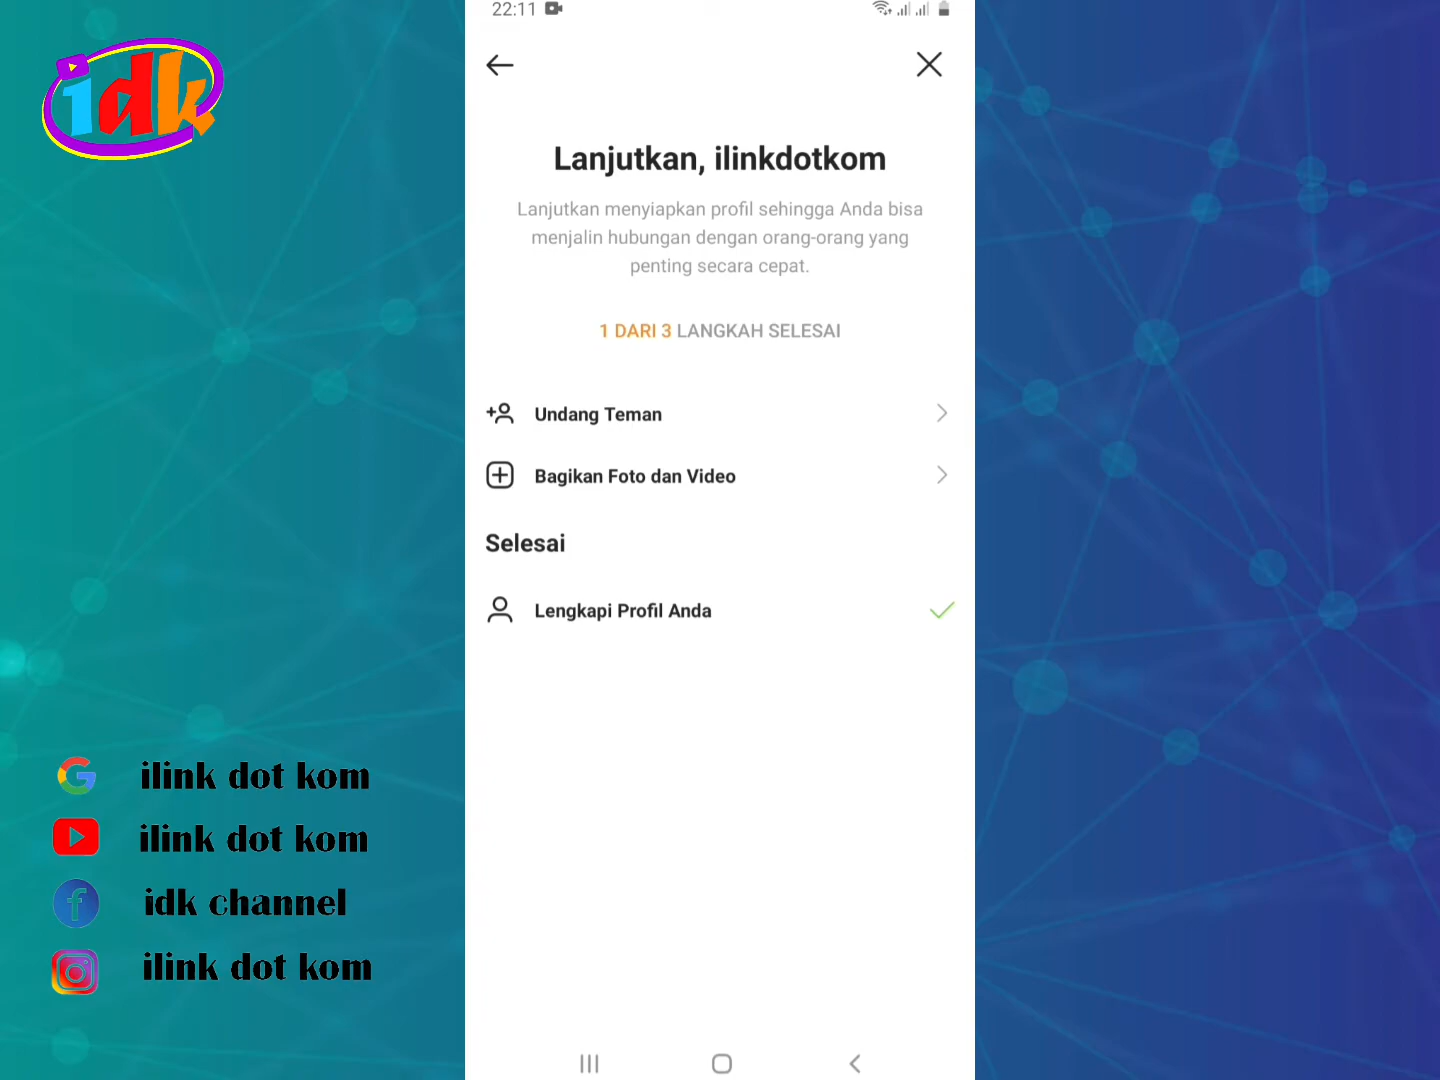 idk
22:11
Lanjutkan, ilinkdotkom
Lanjutkan menyiapkan profil sehingga Anda bisa
menjalin hubungan dengan orang-orang yang
penting secara cepat.
1 DARI 3 LANGKAH SELESAI
Undang Teman
Bagikan Foto dan Video
Selesai
Lengkapi Profil Anda
ilink dot kom
ilink dot kom
idk channel
ilink dot kom